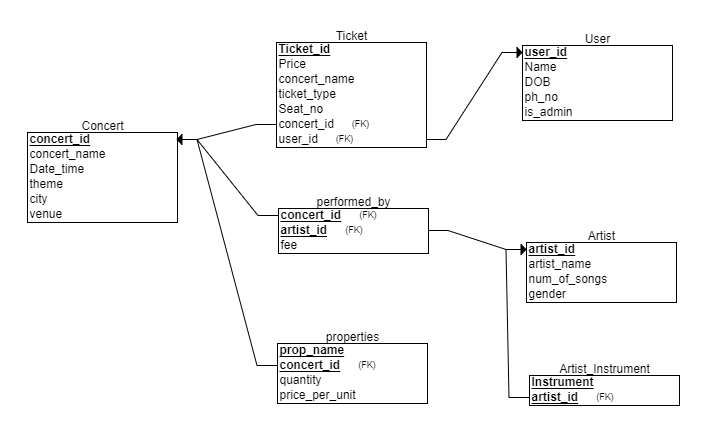 Ticket
Ticket_id
Price
concert_name
ticket_type
Seat_no
concert_id (FK)
user_id (FK)
User
user_id
Name
DOB
ph_no
is_admin
Concert
concert_id
concert_name
Date_time
theme
city
venue
performed_by
concert_id (FK)
artist_id (FK)
fee
Artist
artist_id
artist_name
num_of_songs
gender
properties
prop_name
concert_id (FK)
quantity
price_per_unit
Artist_Instrument
Instrument
artist_id (FK)